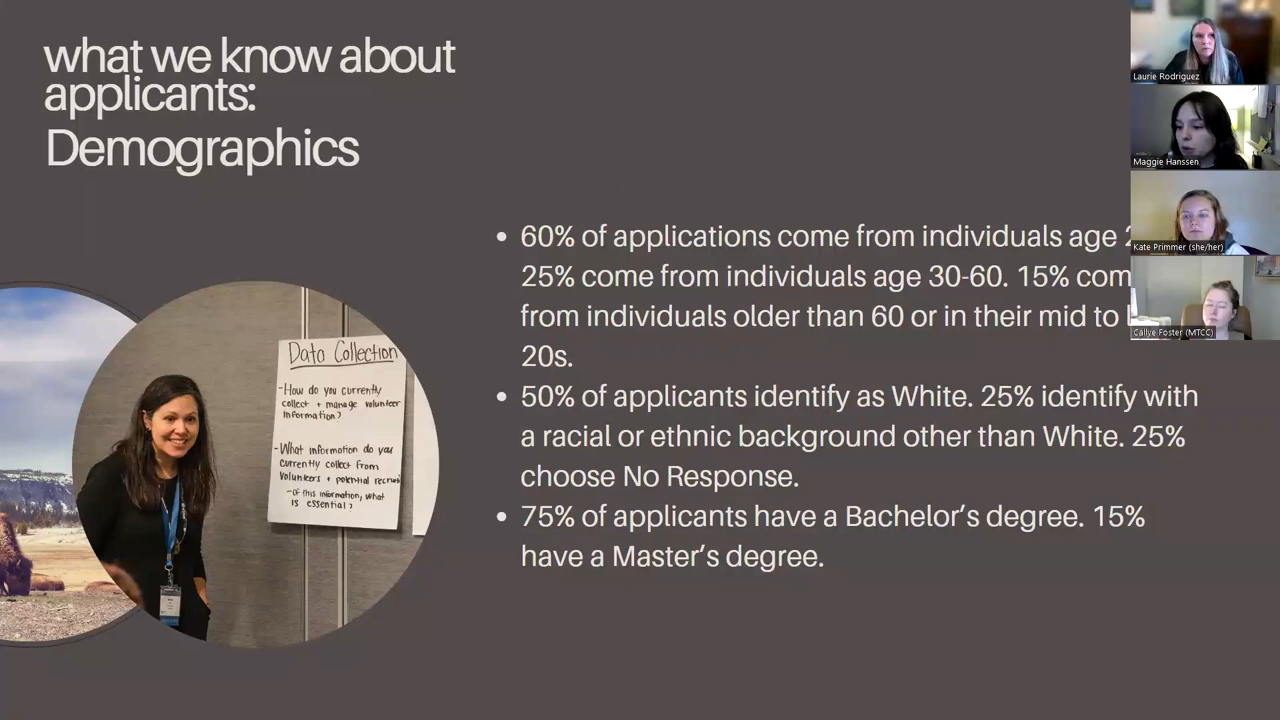 what we know about
applicants:
Demographics
60% of applications come from individuals age
25% come from individuals age 30-60. 15% com
from individuals older than 60 or in their mid to
20s.
50% of applicants identify as White. 25% identify with
a racial or ethnic background other than White. 25%
choose No Response.
75% of applicants have a Bachelor's degree. 15%
have a Master's degree.
Data Collection
-How do you currently
collect + manage volunteer
information?
-What information do you
currently collect from
volunteers + potential
-Of this information, what
is essential?
Laurie Rodriguez
Maggie Hanssen
Kate Primmer (she/her)
Callye Foster (MTCC)